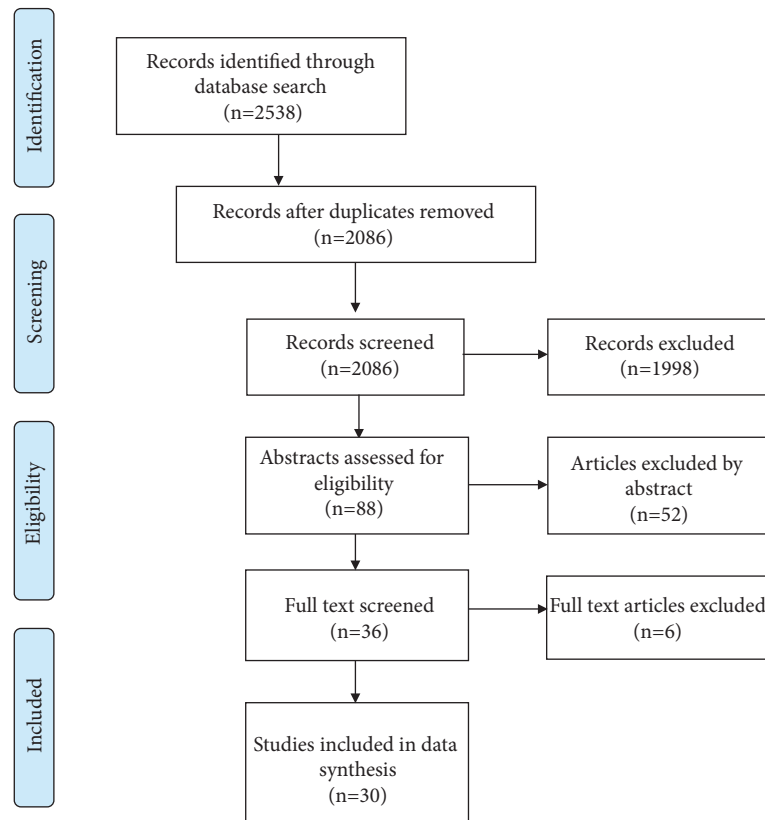 Identification
Records identified through
database search
(n=2538)
Records after duplicates removed
(n=2086)
Screening
Records screened
(n=2086)
Records excluded
(n=1998)
Eligibility
Abstracts assessed for
eligibility
(n=88)
Articles excluded by
abstract
(n=52)
Full text screened
(n=36)
Full text articles excluded
(n=6)
Included
Studies included in data
synthesis
(n=30)